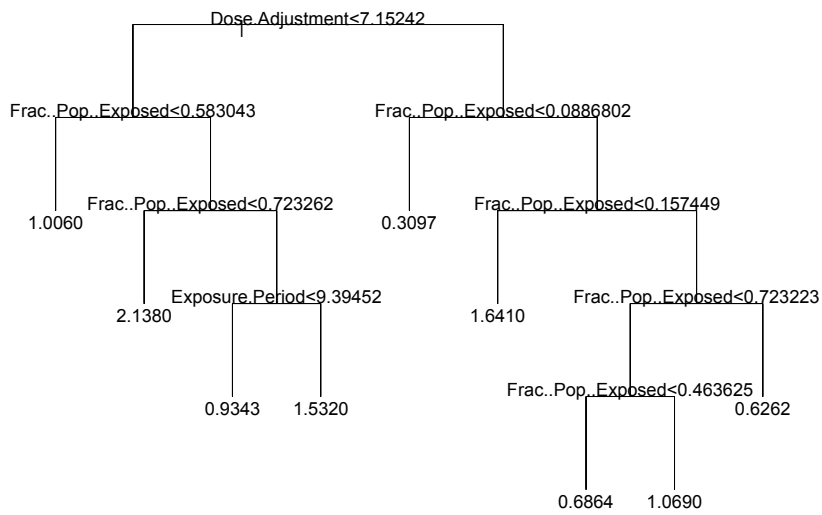 Dose.Adjustment<7.15242
Frac..Pop..Exposed<0.583043
Frac..Pop..Exposed<0.0886802
1.0060
Frac..Pop..Exposed<0.723262
0.3097
Frac..Pop..Exposed<0.157449
2.1380
Exposure.Period<9.39452
1.6410
Frac..Pop..Exposed<0.723223
0.9343
1.5320
Frac..Pop..Exposed<0.463625
0.6262
0.6864
1.0690